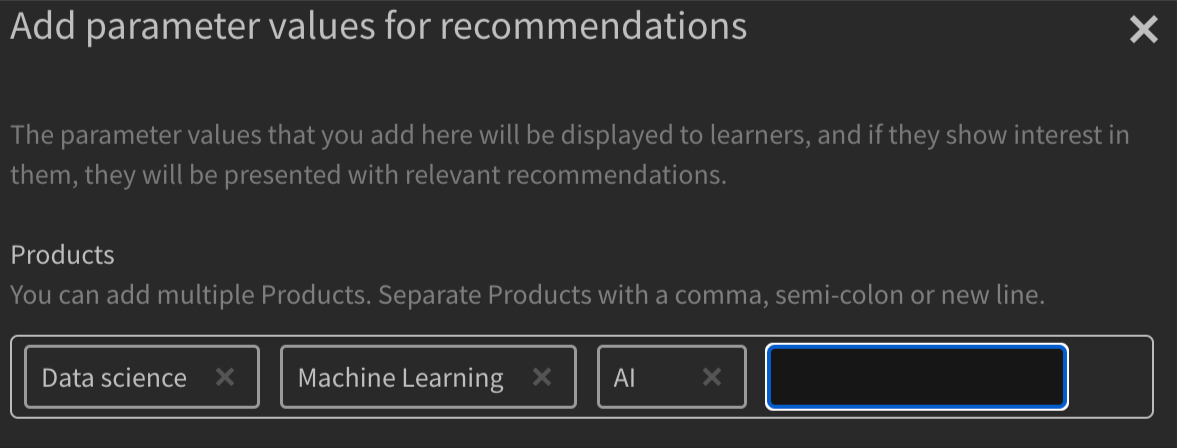 Add parameter values for recommendations
The parameter values that you add here will be displayed to learners, and if they show interest in
them, they will be presented with relevant recommendations.
Products
You can add multiple Products. Separate Products with a comma, semi-colon or new line.
Data science Machine Learning AI